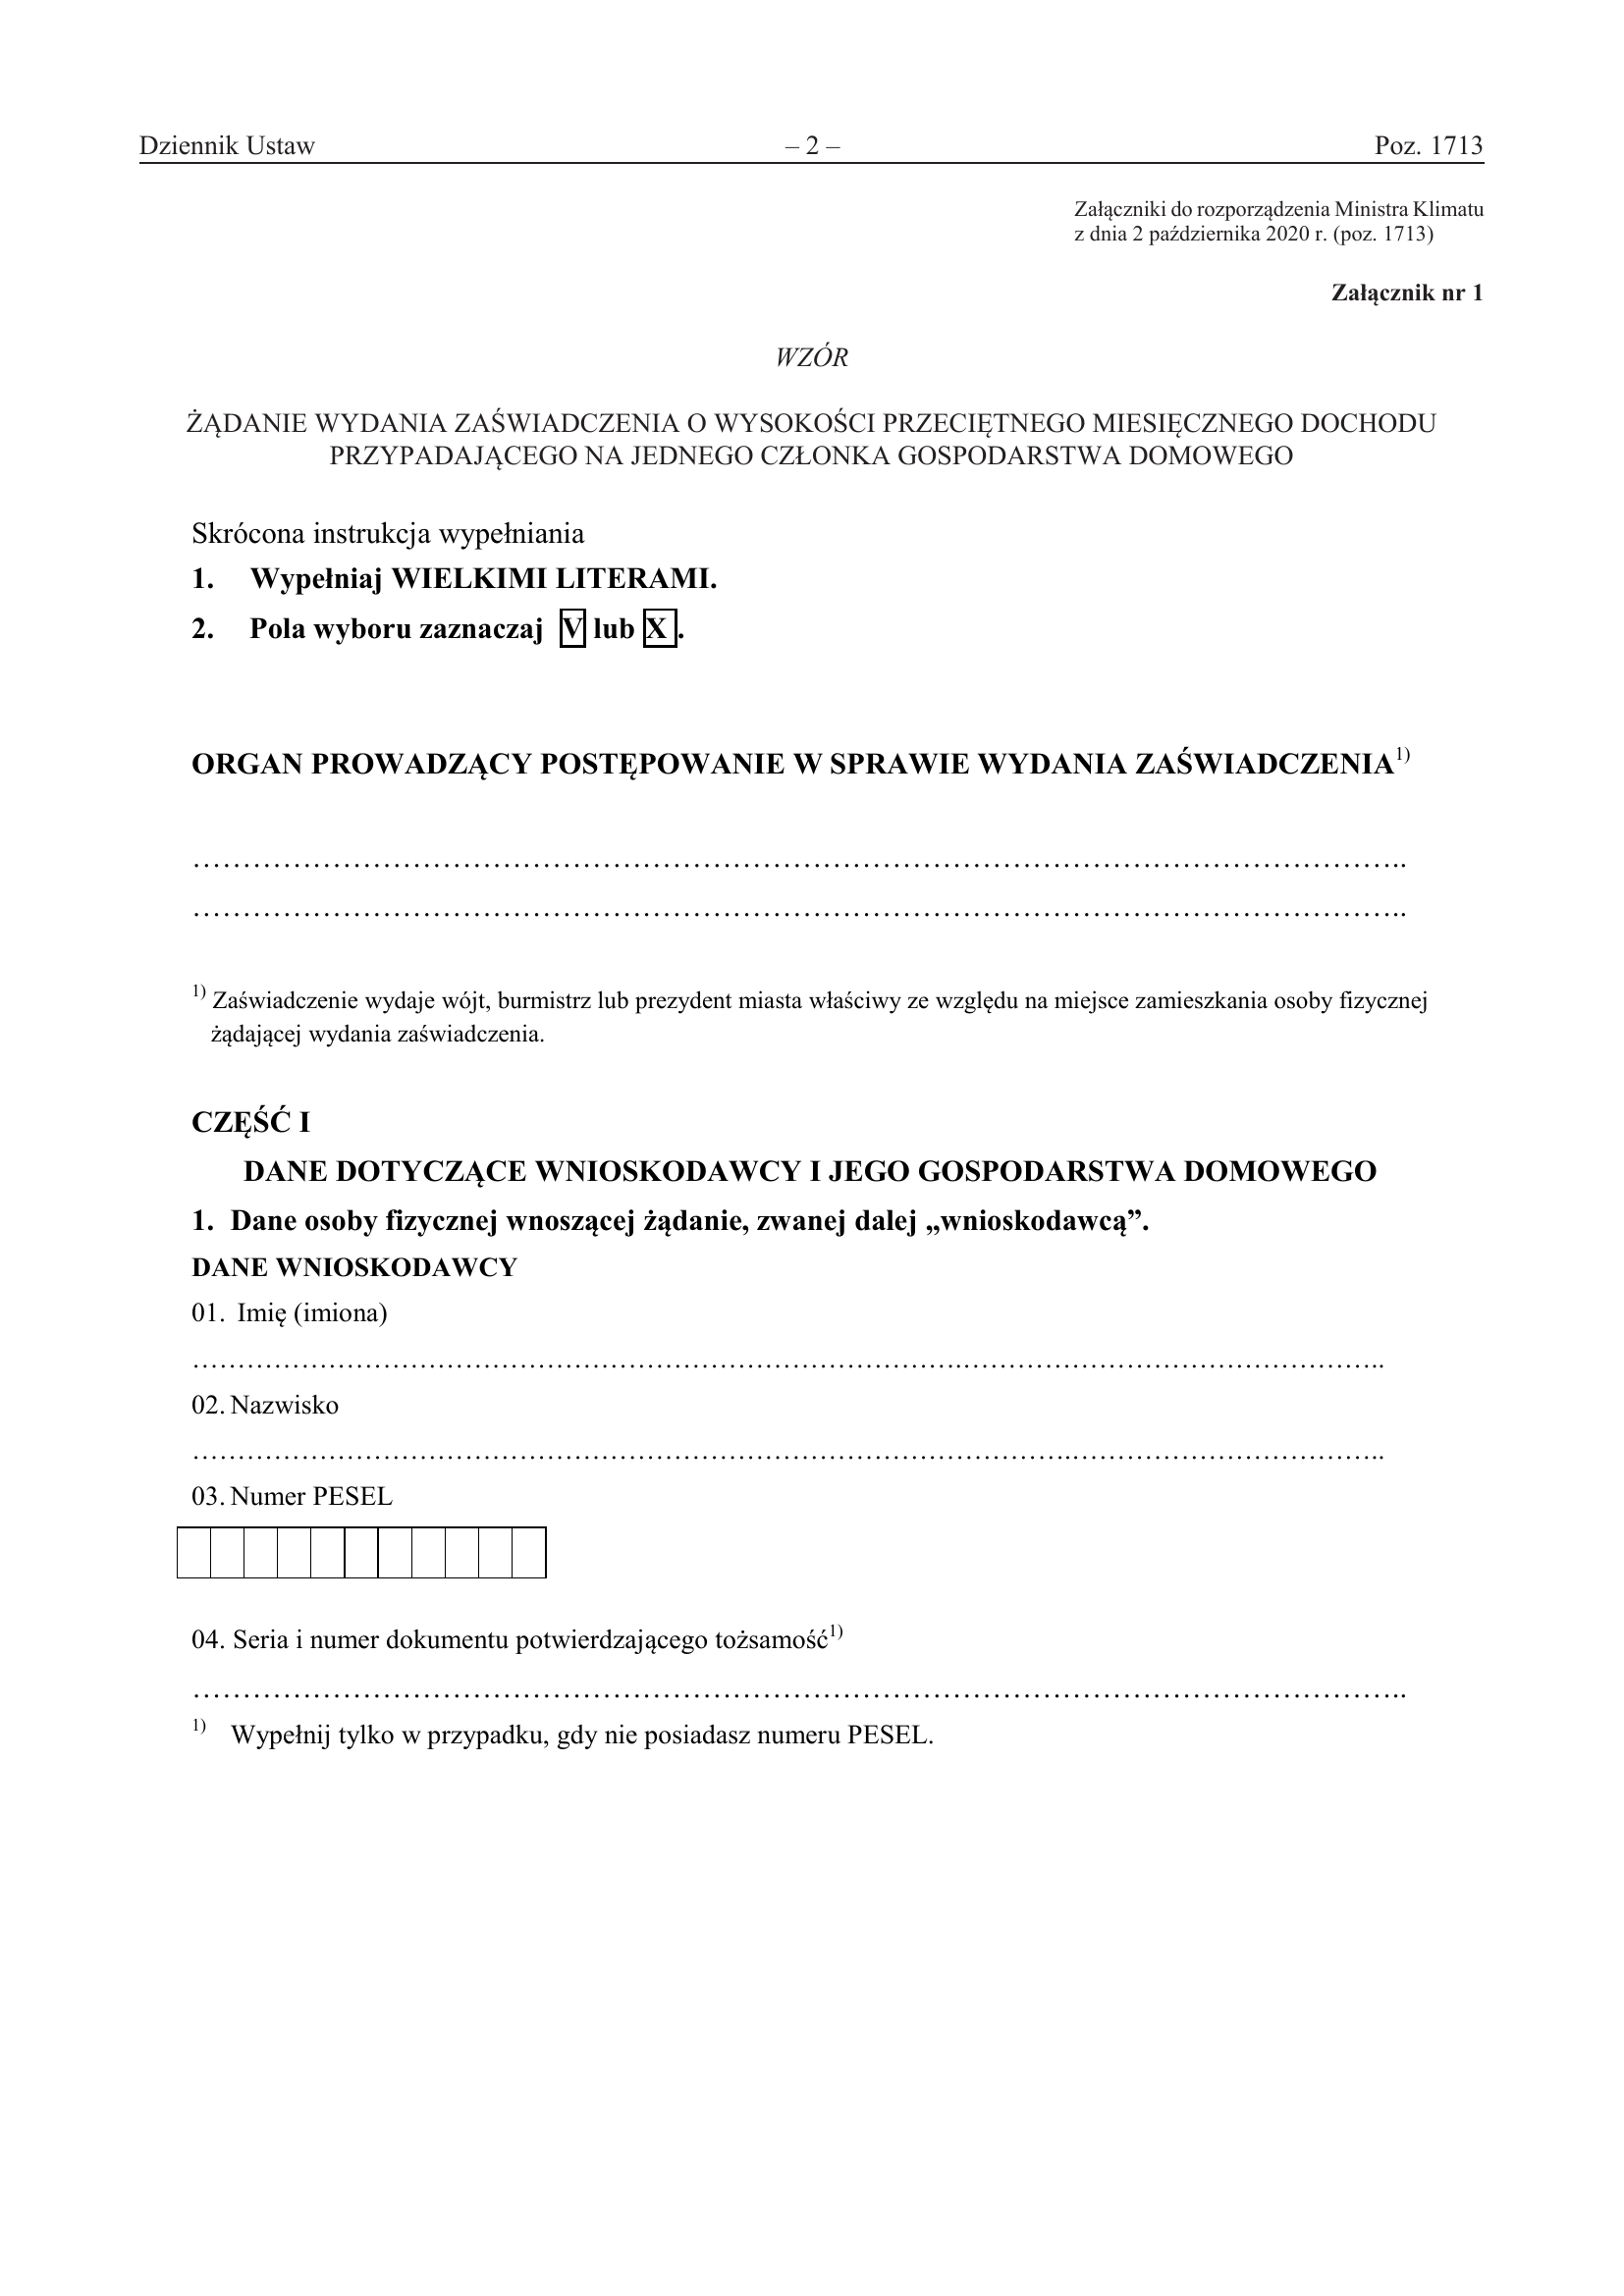 Dziennik Ustaw – 2 – Poz. 1713
Załączniki do rozporządzenia Ministra Klimatu
z dnia 2 października 2020 r. (poz. 1713)
Załącznik nr 1
WZÓR
ŻĄDANIE WYDANIA ZAŚWIADCZENIA O WYSOKOŚCI PRZECIĘTNEGO MIESIĘCZNEGO DOCHODU
PRZYPADAJĄCEGO NA JEDNEGO CZŁONKA GOSPODARSTWA DOMOWEGO
Skrócona instrukcja wypełniania
1. Wypełniaj WIELKIMI LITERAMI.
2. Pola wyboru zaznaczaj V lub X .
ORGAN PROWADZĄCY POSTĘPOWANIE W SPRAWIE WYDANIA ZAŚWIADCZENIA1)
…………………………………………………………………………………………………………..
…………………………………………………………………………………………………………..
1) Zaświadczenie wydaje wójt, burmistrz lub prezydent miasta właściwy ze względu na miejsce zamieszkania osoby fizycznej
żądającej wydania zaświadczenia.
CZĘŚĆ I
DANE DOTYCZĄCE WNIOSKODAWCY I JEGO GOSPODARSTWA DOMOWEGO
1. Dane osoby fizycznej wnoszącej żądanie, zwanej dalej „wnioskodawcą”.
DANE WNIOSKODAWCY
01. Imię (imiona)
………………………………………………………………………….………………………………………..
02. Nazwisko
…………………………………………………………………………………….……………………………..
03. Numer PESEL
04. Seria i numer dokumentu potwierdzającego tożsamość1)
…………………………………………………………………………………………………………..
1) Wypełnij tylko w przypadku, gdy nie posiadasz numeru PESEL.